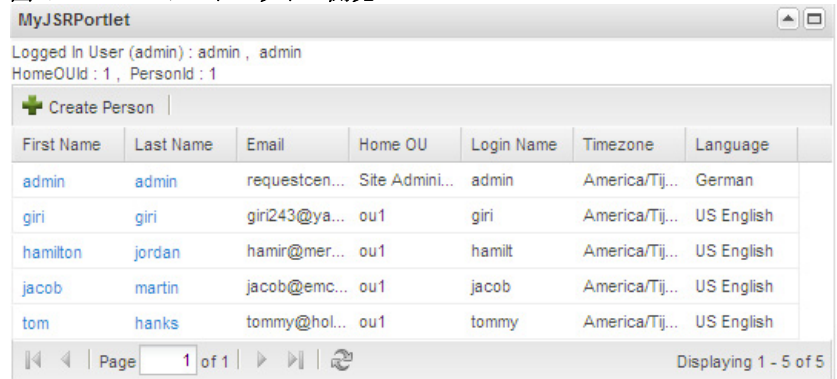 MyJSRPortlet
Logged In User (admin) : admin , admin
HomeOUId : 1 , PersonId : 1
Create Person
First Name Last Name Email Home OU Login Name Timezone Language
admin admin requestcen... Site Admini... admin America/Tij... German
giri giri giri243@ya... ou1 giri America/Tij... US English
hamilton jordan hamir@mer... ou1 hamilt America/Tij... US English
jacob martin jacob@emc... ou1 jacob America/Tij... US English
tom hanks tommy@hol... ou1 tommy America/Tij... US English
Page 1 of 1 Displaying 1 - 5 of 5